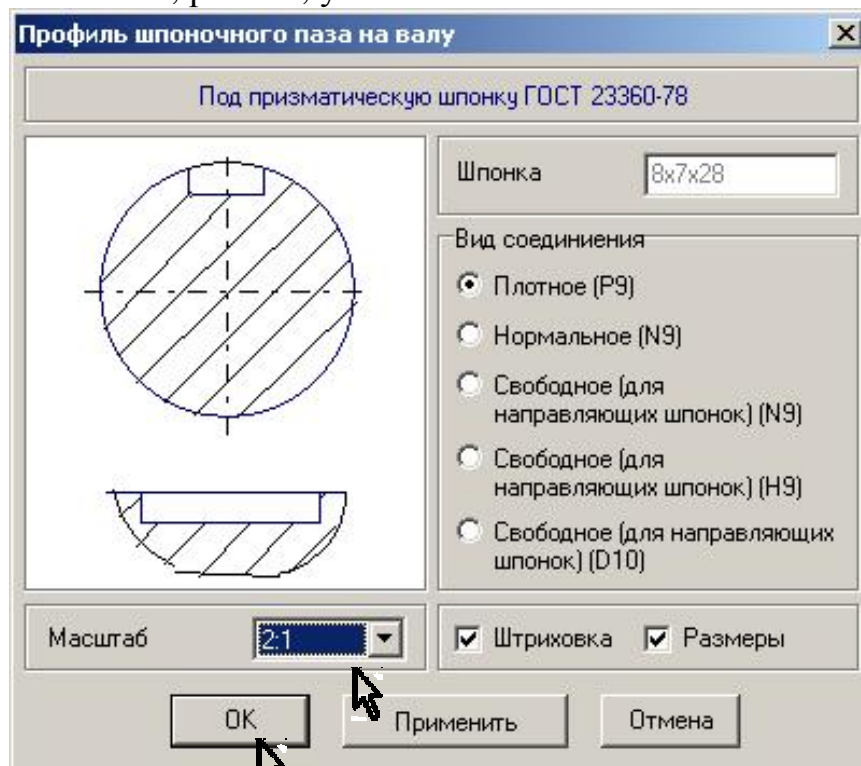 Профиль шпоночного паза на валу
Под призматическую шпонку ГОСТ 23360-78
Шпонка 8x7x28
Вид соединиения
Плотное (P9)
Нормальное (N9)
Свободное (для
направляющих шпонок) (N9)
Свободное (для
направляющих шпонок) (H9)
Свободное (для направляющих
шпонок) (D10)
Масштаб 2:1
Штриховка Размеры
OK Применить Отмена